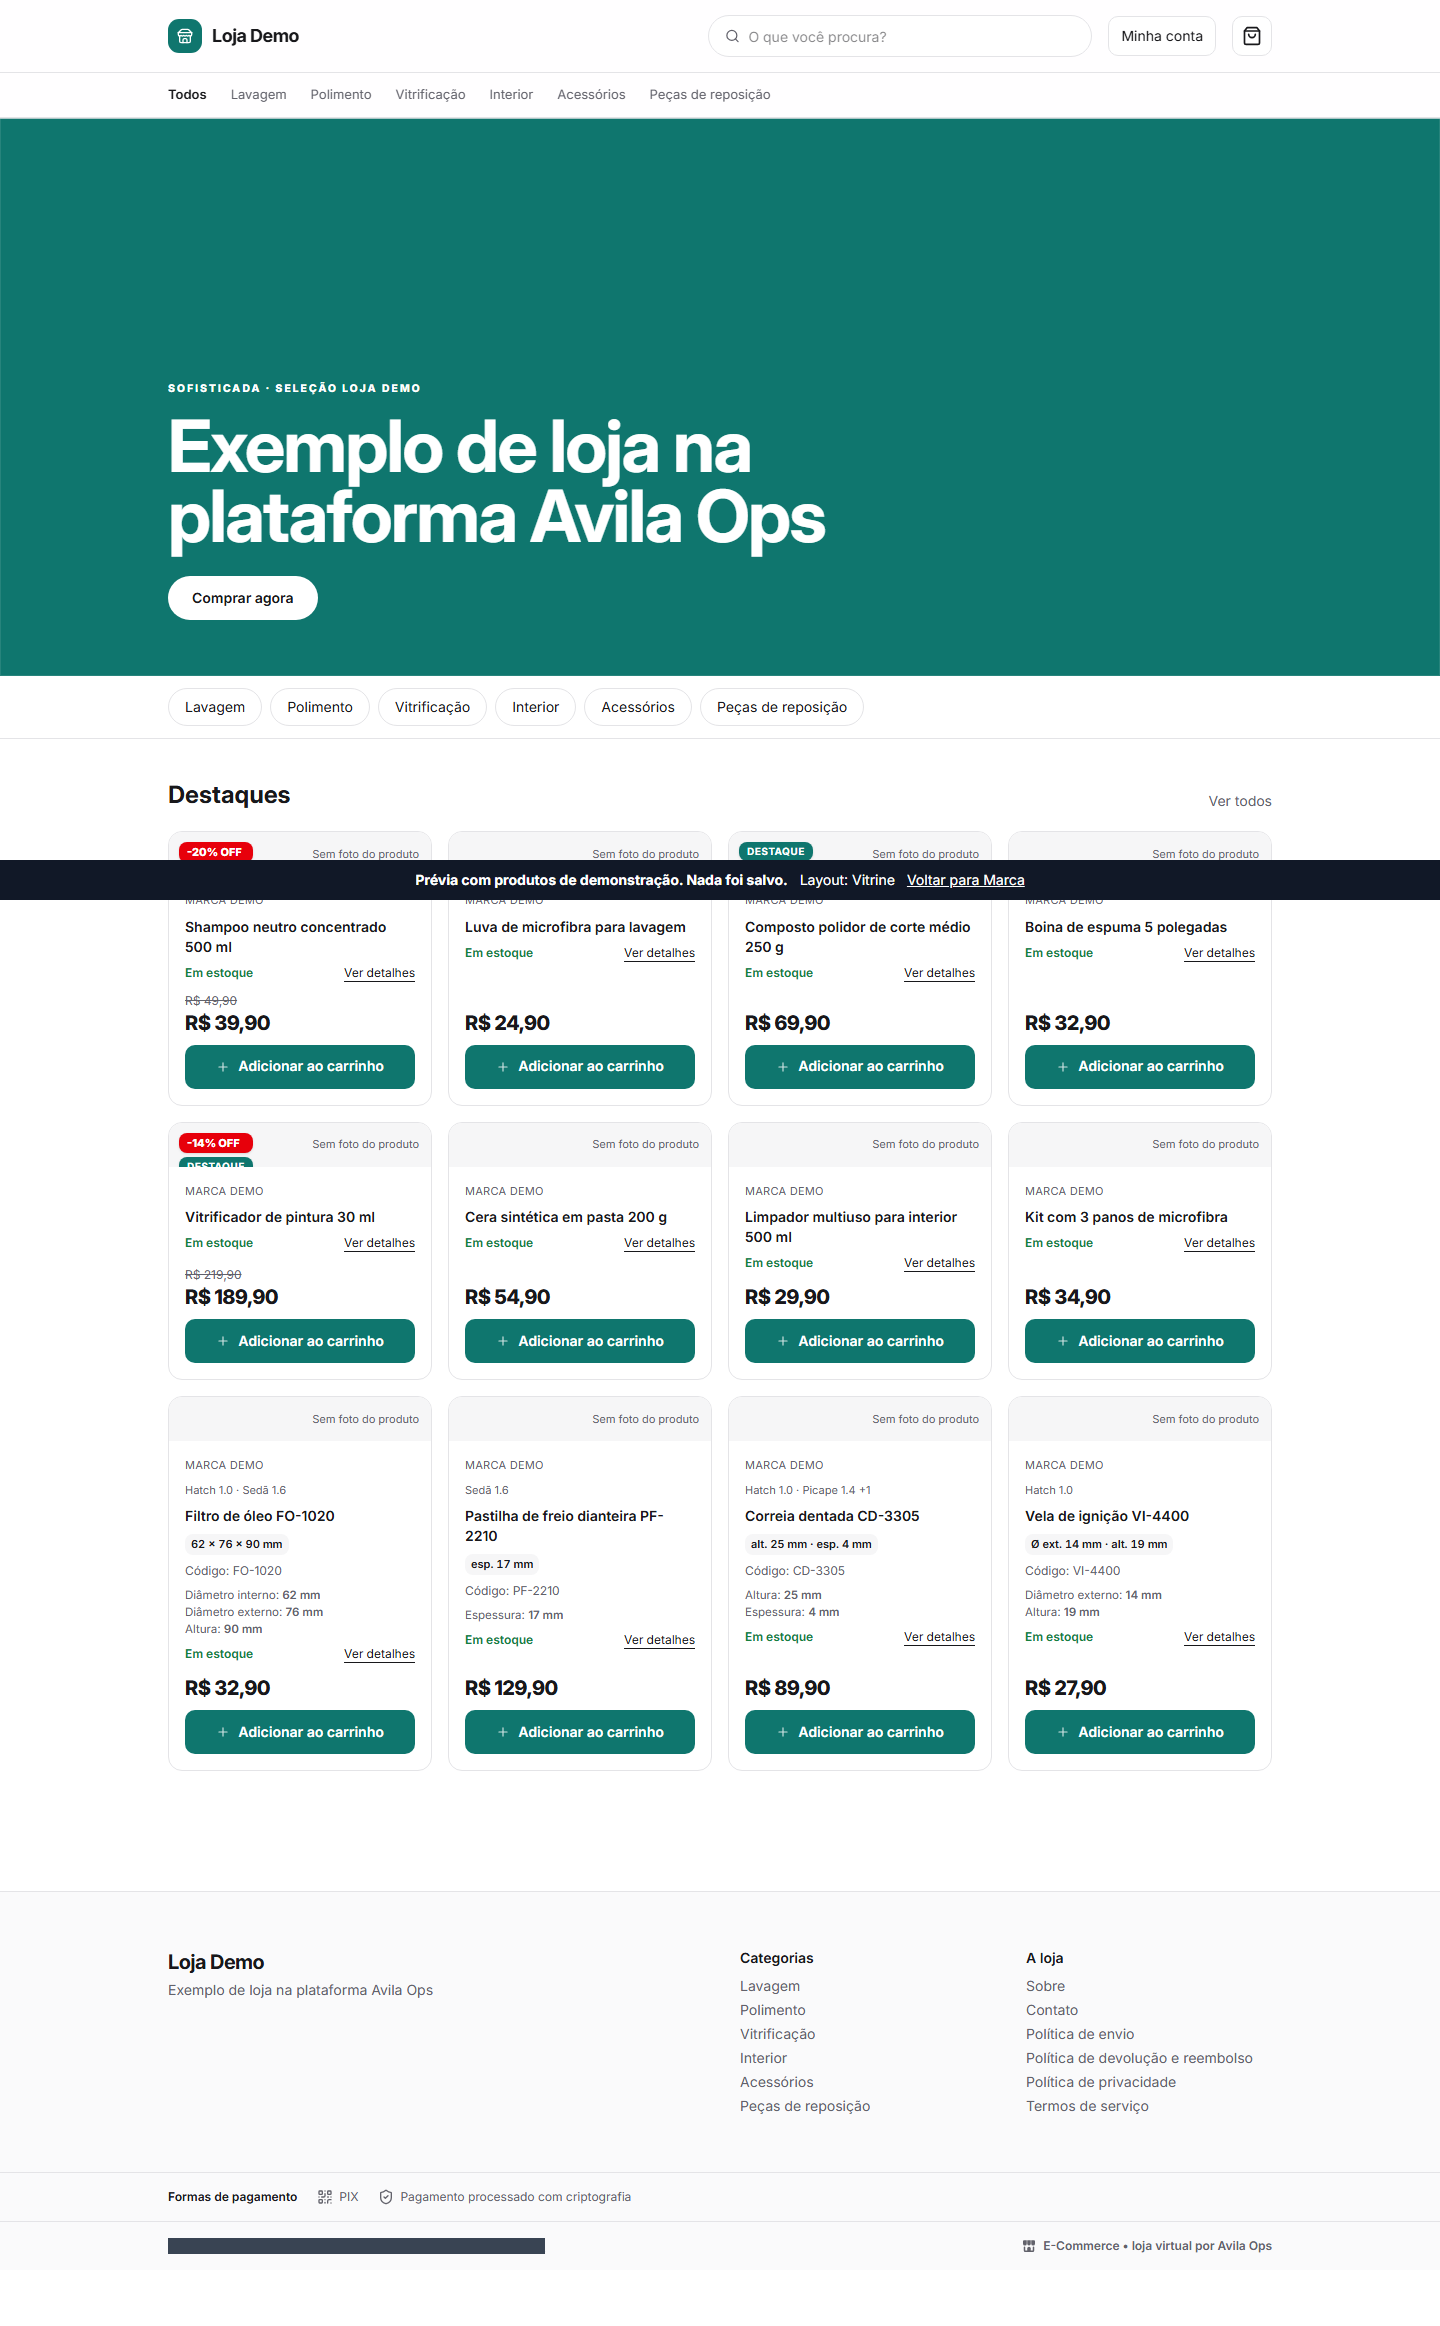 Loja Demo
O que você procura?
Minha conta
Todos Lavagem Polimento Vitrificação Interior Acessórios Peças de reposição
SOFISTICADA · SELEÇÃO LOJA DEMO
Exemplo de loja na
plataforma Avila Ops
Comprar agora
Lavagem Polimento Vitrificação Interior Acessórios Peças de reposição
Destaques
Ver todos
-20% OFF Sem foto do produto Sem foto do produto DESTAQUE Sem foto do produto Sem foto do produto
Prévia com produtos de demonstração. Nada foi salvo. Layout: Vitrine Voltar para Marca
MARCA DEMO MARCA DEMO MARCA DEMO MARCA DEMO
Shampoo neutro concentrado
500 ml
Em estoque Ver detalhes
R$ 49,90
R$ 39,90
+ Adicionar ao carrinho
Luva de microfibra para lavagem
Em estoque Ver detalhes
R$ 24,90
+ Adicionar ao carrinho
Composto polidor de corte médio
250 g
Em estoque Ver detalhes
R$ 69,90
+ Adicionar ao carrinho
Boina de espuma 5 polegadas
Em estoque Ver detalhes
R$ 32,90
+ Adicionar ao carrinho
-14% OFF Sem foto do produto
DESTAQUE
MARCA DEMO
Vitrificador de pintura 30 ml
Em estoque Ver detalhes
R$ 219,90
R$ 189,90
+ Adicionar ao carrinho
Sem foto do produto
MARCA DEMO
Cera sintética em pasta 200 g
Em estoque Ver detalhes
R$ 54,90
+ Adicionar ao carrinho
Sem foto do produto
MARCA DEMO
Limpador multiuso para interior
500 ml
Em estoque Ver detalhes
R$ 29,90
+ Adicionar ao carrinho
Sem foto do produto
MARCA DEMO
Kit com 3 panos de microfibra
Em estoque Ver detalhes
R$ 34,90
+ Adicionar ao carrinho
Sem foto do produto
MARCA DEMO
Hatch 1.0 · Sedã 1.6
Filtro de óleo FO-1020
62 × 76 × 90 mm
Código: FO-1020
Diâmetro interno: 62 mm
Diâmetro externo: 76 mm
Altura: 90 mm
Em estoque Ver detalhes
R$ 32,90
+ Adicionar ao carrinho
Sem foto do produto
MARCA DEMO
Sedã 1.6
Pastilha de freio dianteira PF-
2210
esp. 17 mm
Código: PF-2210
Espessura: 17 mm
Em estoque Ver detalhes
R$ 129,90
+ Adicionar ao carrinho
Sem foto do produto
MARCA DEMO
Hatch 1.0 · Picape 1.4 +1
Correia dentada CD-3305
alt. 25 mm · esp. 4 mm
Código: CD-3305
Altura: 25 mm
Espessura: 4 mm
Em estoque Ver detalhes
R$ 89,90
+ Adicionar ao carrinho
Sem foto do produto
MARCA DEMO
Hatch 1.0
Vela de ignição VI-4400
Ø ext. 14 mm · alt. 19 mm
Código: VI-4400
Diâmetro externo: 14 mm
Altura: 19 mm
Em estoque Ver detalhes
R$ 27,90
+ Adicionar ao carrinho
Loja Demo
Exemplo de loja na plataforma Avila Ops
Categorias
Lavagem
Polimento
Vitrificação
Interior
Acessórios
Peças de reposição
A loja
Sobre
Contato
Política de envio
Política de devolução e reembolso
Política de privacidade
Termos de serviço
Formas de pagamento PIX Pagamento processado com criptografia
E-Commerce • loja virtual por Avila Ops